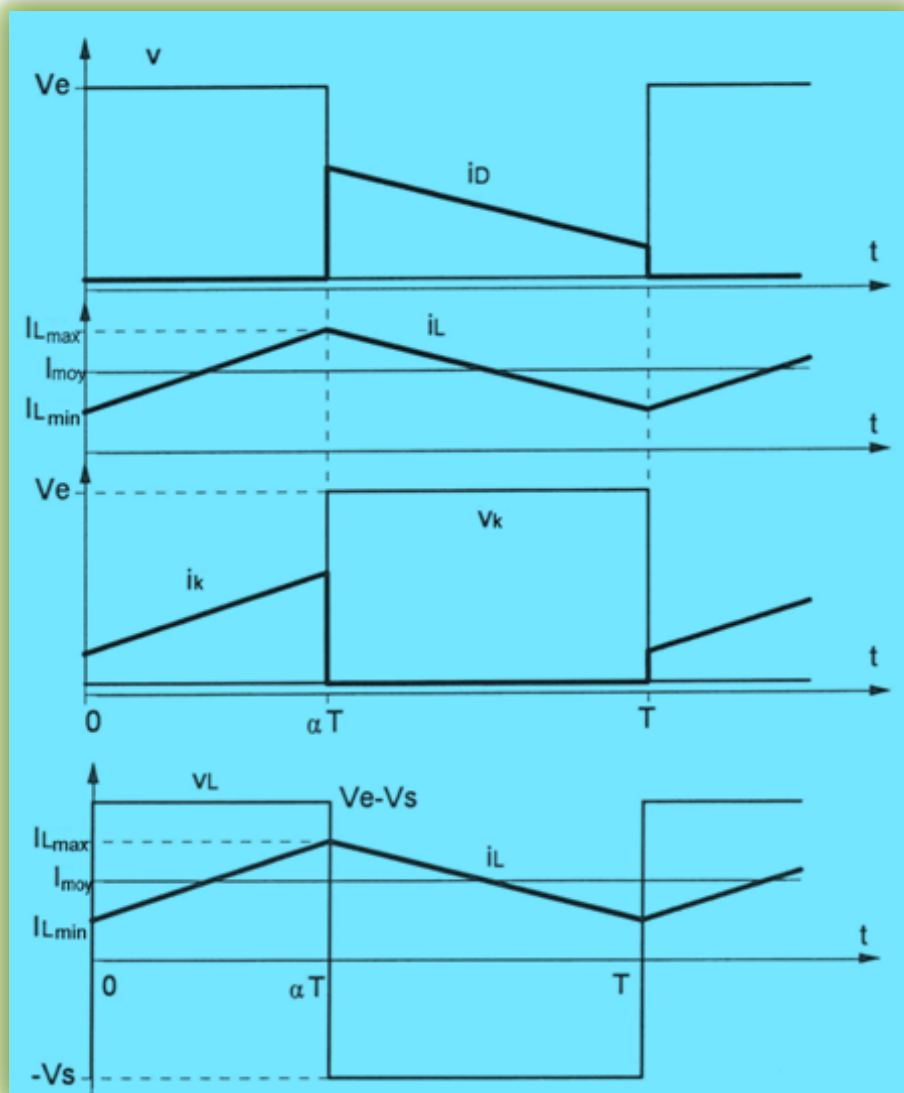 v
Ve
iD
t
ILmax
iL
Imoy
ILmin
t
Ve
vk
ik
t
0 αT T
vL Ve-Vs
ILmax
iL
Imoy
ILmin
t
0 αT T
-Vs